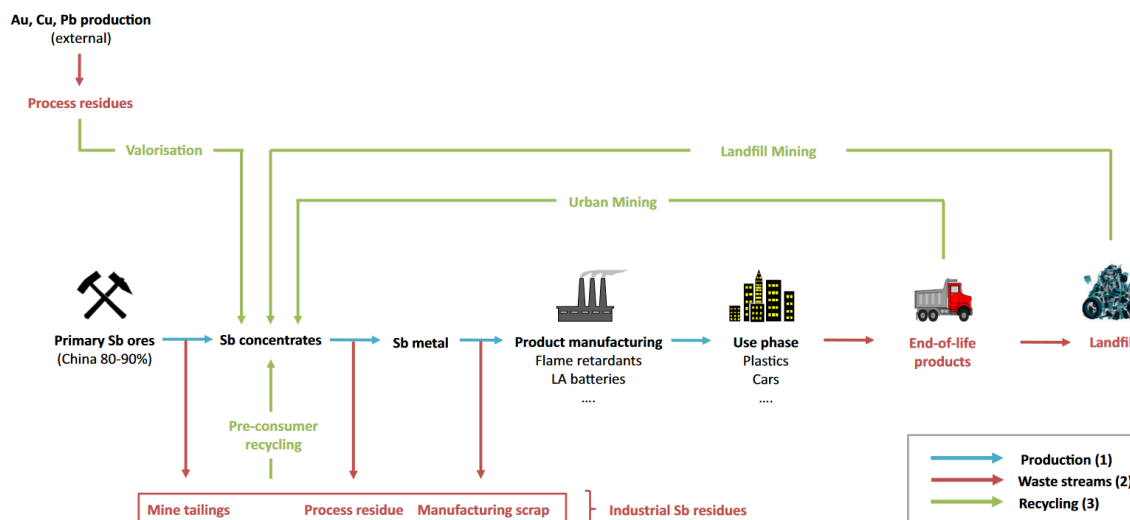 Au, Cu, Pb production
(external)
Process residues
Valorisation
Landfill Mining
Urban Mining
Primary Sb ores
(China 80-90%)
Sb concentrates
Sb metal
Product manufacturing
Flame retardants
LA batteries
....
Use phase
Plastics
Cars
....
End-of-life
products
Landfill
Pre-consumer
recycling
Mine tailings
Process residue
Manufacturing scrap
Industrial Sb residues
Production (1)
Waste streams (2)
Recycling (3)